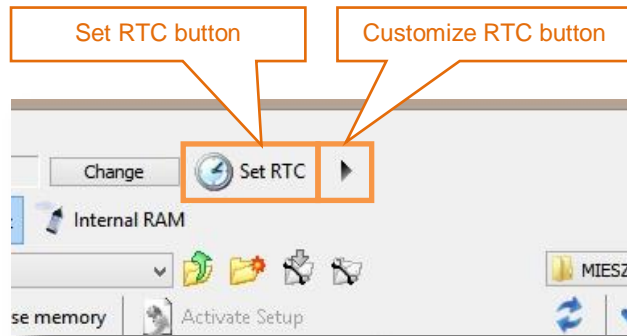 Set RTC button
Customize RTC button
Change
Set RTC
Internal RAM
MIESZ
se memory
Activate Setup